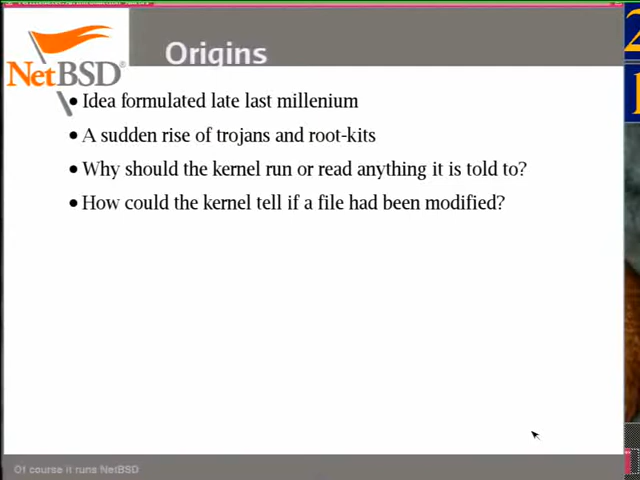 Origins
NetBSD®
• Idea formulated late last millenium
• A sudden rise of trojans and root-kits
• Why should the kernel run or read anything it is told to?
• How could the kernel tell if a file had been modified?
Of course it runs NetBSD